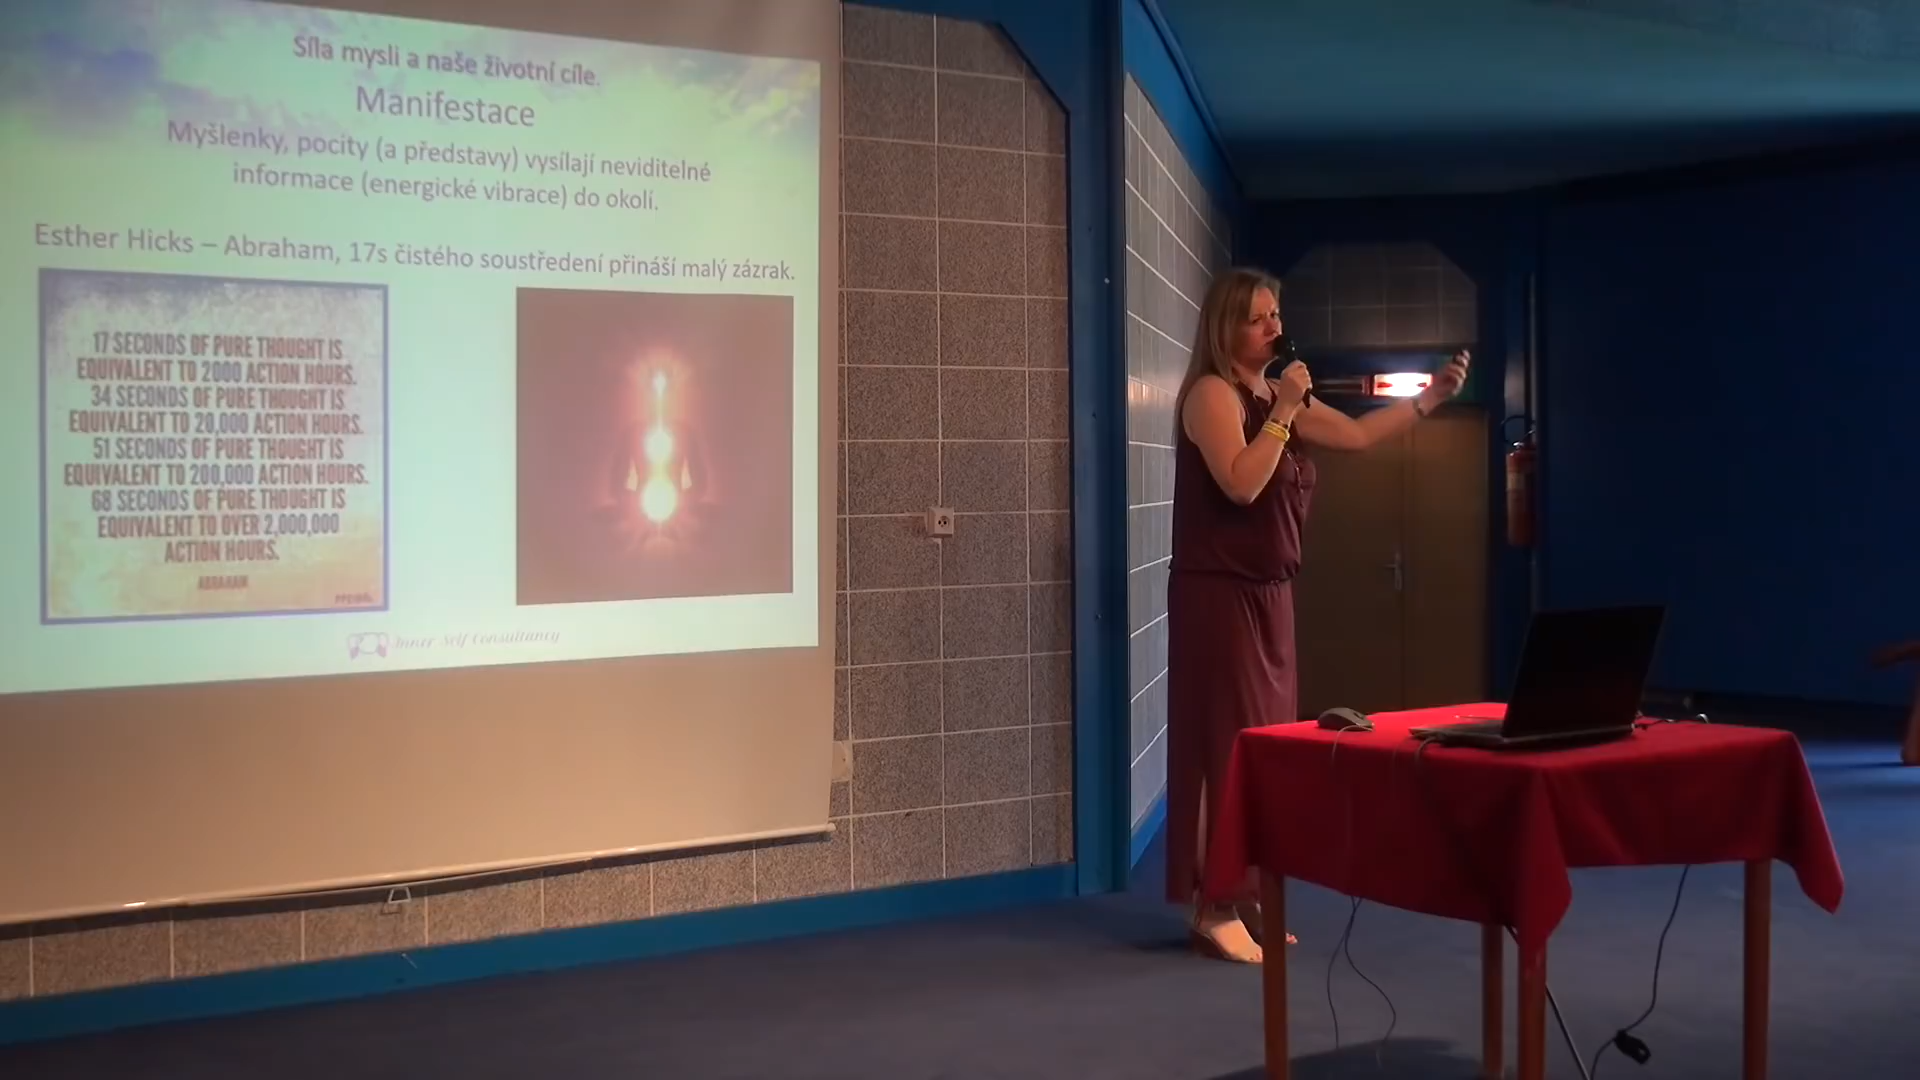 Síla mysli a naše životní cíle.
Manifestace
Myšlenky, pocity (a představy) vysílají neviditelné
informace (energické vibrace) do okolí.
Esther Hicks – Abraham, 17s čistého soustředení přináší malý zázrak.
17 SECONDS OF PURE THOUGHT IS
EQUIVALENT TO 2000 ACTION HOURS.
34 SECONDS OF PURE THOUGHT IS
EQUIVALENT TO 20,000 ACTION HOURS.
51 SECONDS OF PURE THOUGHT IS
EQUIVALENT TO 200,000 ACTION HOURS.
68 SECONDS OF PURE THOUGHT IS
EQUIVALENT TO OVER 2,000,000
ACTION HOURS.
ABRAHAM
Inner Self Consultancy